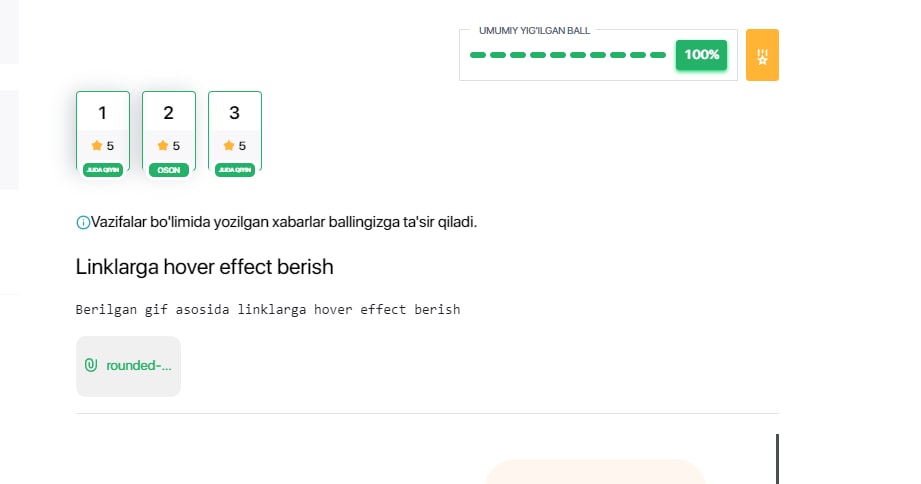 UMUMIY YIG'ILGAN BALL
100%
1
2
3
5
5
5
JUDA QIYIN
OSON
JUDA QIYIN
Vazifalar bo'limida yozilgan xabarlar ballingizga ta'sir qiladi.
Linklarga hover effect berish
Berilgan gif asosida linklarga hover effect berish
rounded-...